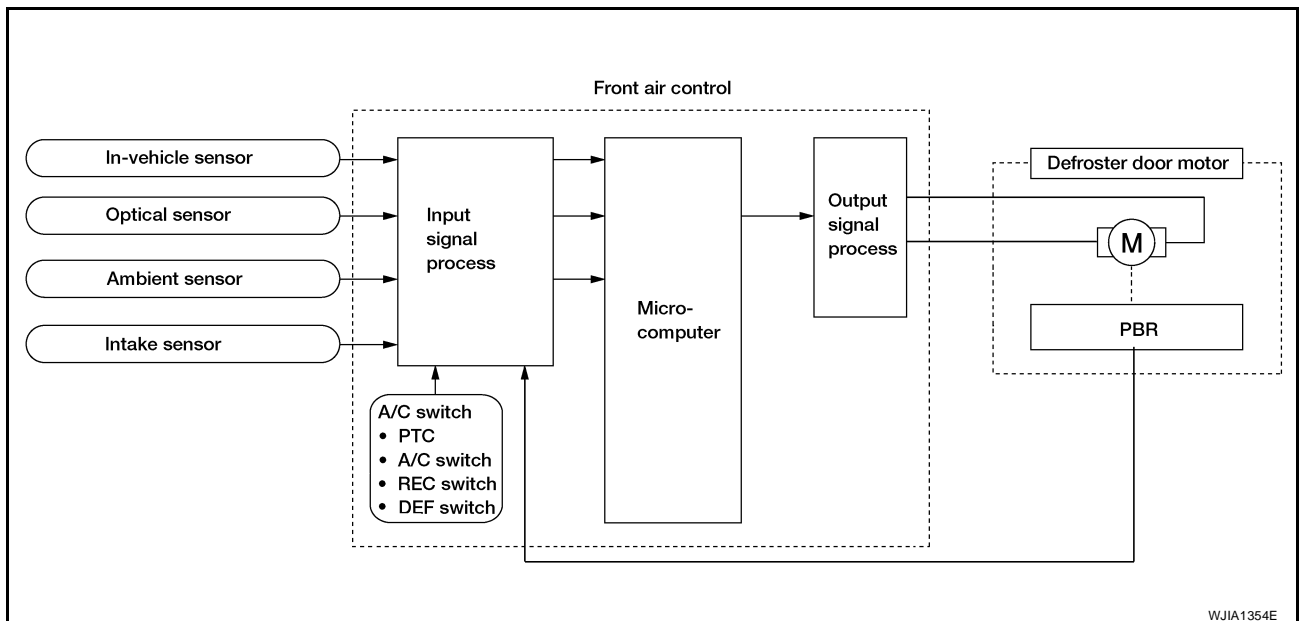 Front air control
In-vehicle sensor
Optical sensor
Ambient sensor
Intake sensor
Input
signal
process
A/C switch
• PTC
• A/C switch
• REC switch
• DEF switch
Micro-
computer
Output
signal
process
Defroster door motor
M
PBR
WJIA1354E